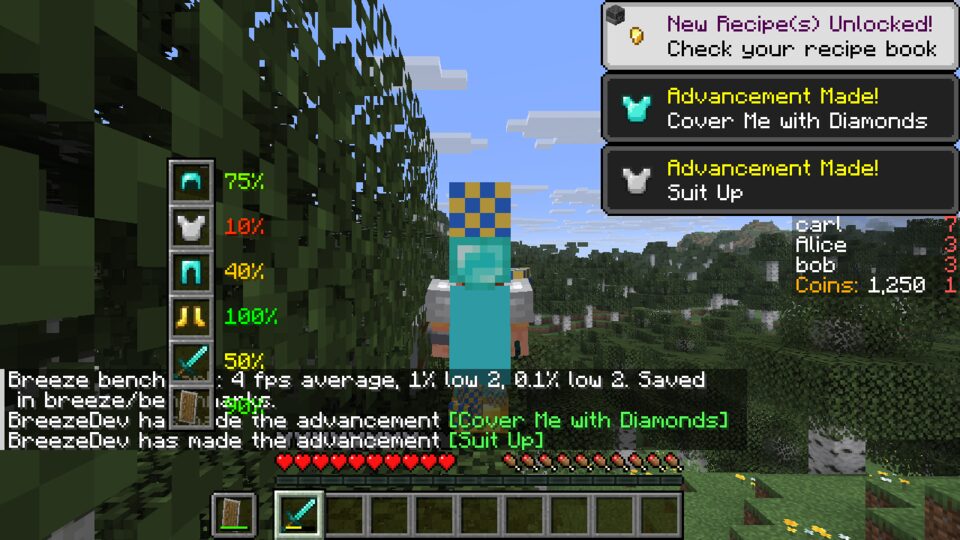 New Recipe(s) Unlocked!
Check your recipe book
Advancement Made!
Cover Me with Diamonds
Advancement Made!
Suit Up
carl 7
Alice 3
bob 3
Coins: 1,250 1
75%
10%
40%
100%
50%
90%
Breeze bench : 4 fps average, 1% low 2, 0.1% low 2. Saved
in breeze/be marks.
BreezeDev ha de the advancement [Cover Me with Diamonds]
BreezeDev has made the advancement [Suit Up]